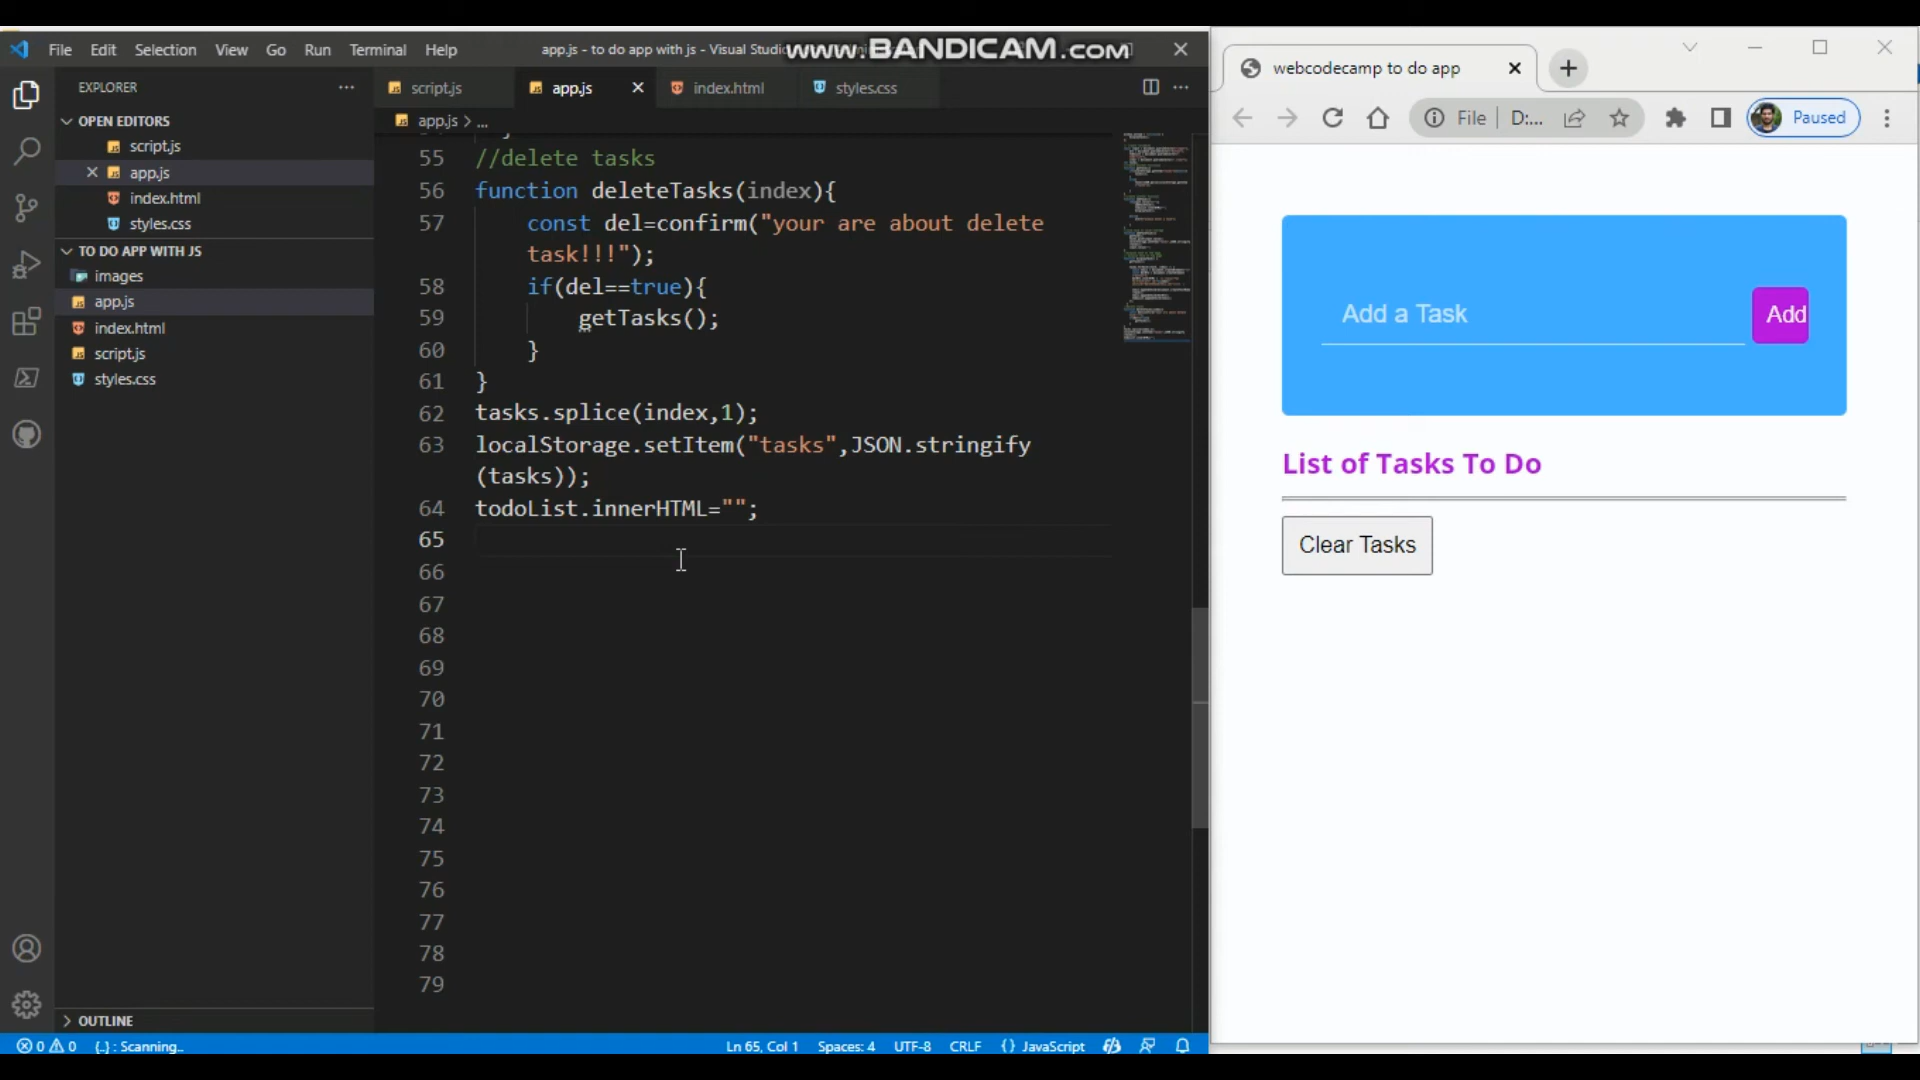 File Edit Selection View Go Run Terminal Help
app.js - to do app with js - Visual Studi
www.BANDICAM.com
EXPLORER
OPEN EDITORS
script.js
app.js
index.html
styles.css
TO DO APP WITH JS
images
app.js
index.html
script.js
styles.css
OUTLINE
script.js app.js index.html styles.css
app.js > ...
55 //delete tasks
56 function deleteTasks(index){
57 const del=confirm("your are about delete
task!!!");
58 if(del==true){
59 getTasks();
60 }
61 }
62 tasks.splice(index,1);
63 localStorage.setItem("tasks",JSON.stringify
(tasks));
64 todoList.innerHTML="";
65
66
67
68
69
70
71
72
73
74
75
76
77
78
79
0 0 {..} : Scanning.. Ln 65, Col 1 Spaces: 4 UTF-8 CRLF {} JavaScript
webcodecamp to do app
File D:... Paused
Add a Task
Add
List of Tasks To Do
Clear Tasks